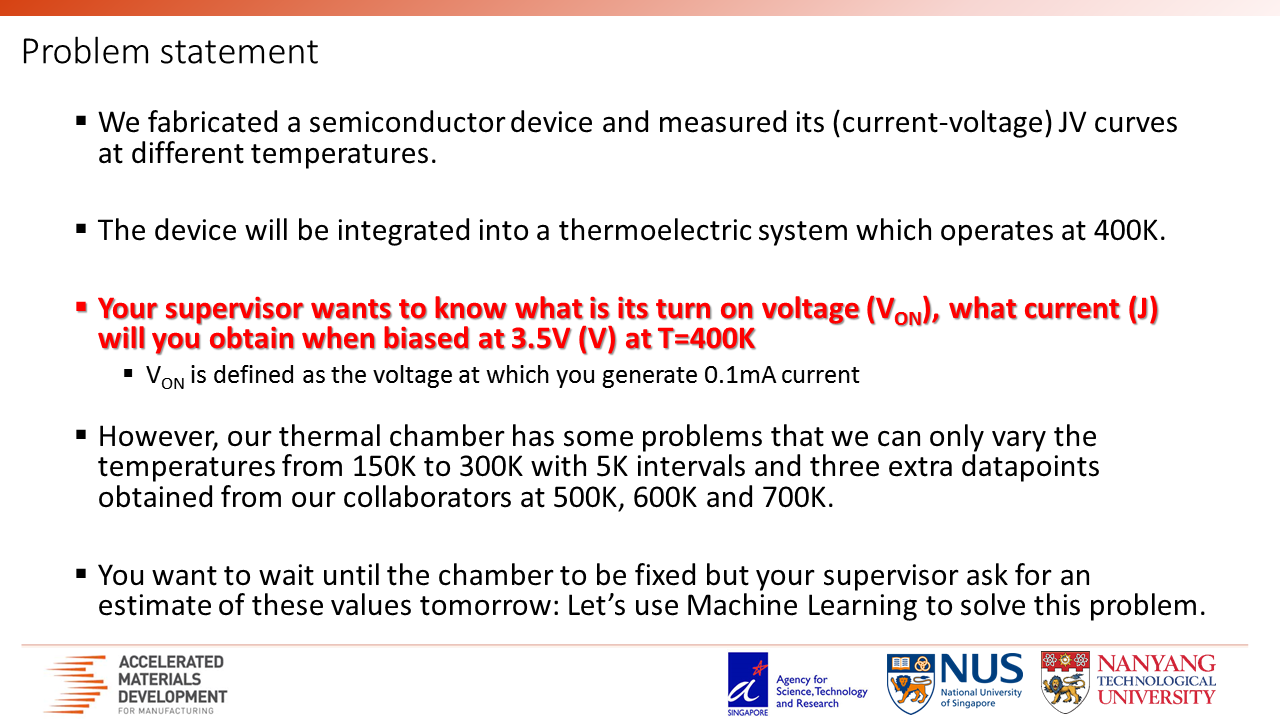 Problem statement
▪ We fabricated a semiconductor device and measured its (current-voltage) JV curves
at different temperatures.
▪ The device will be integrated into a thermoelectric system which operates at 400K.
▪ Your supervisor wants to know what is its turn on voltage (VON), what current (J)
will you obtain when biased at 3.5V (V) at T=400K
▪ VON is defined as the voltage at which you generate 0.1mA current
▪ However, our thermal chamber has some problems that we can only vary the
temperatures from 150K to 300K with 5K intervals and three extra datapoints
obtained from our collaborators at 500K, 600K and 700K.
▪ You want to wait until the chamber to be fixed but your supervisor ask for an
estimate of these values tomorrow: Let’s use Machine Learning to solve this problem.
ACCELERATED
MATERIALS
DEVELOPMENT
FOR MANUFACTURING
a
SINGAPORE
Agency for
Science, Technology
and Research
NUS
National University
of Singapore
NANYANG
TECHNOLOGICAL
UNIVERSITY